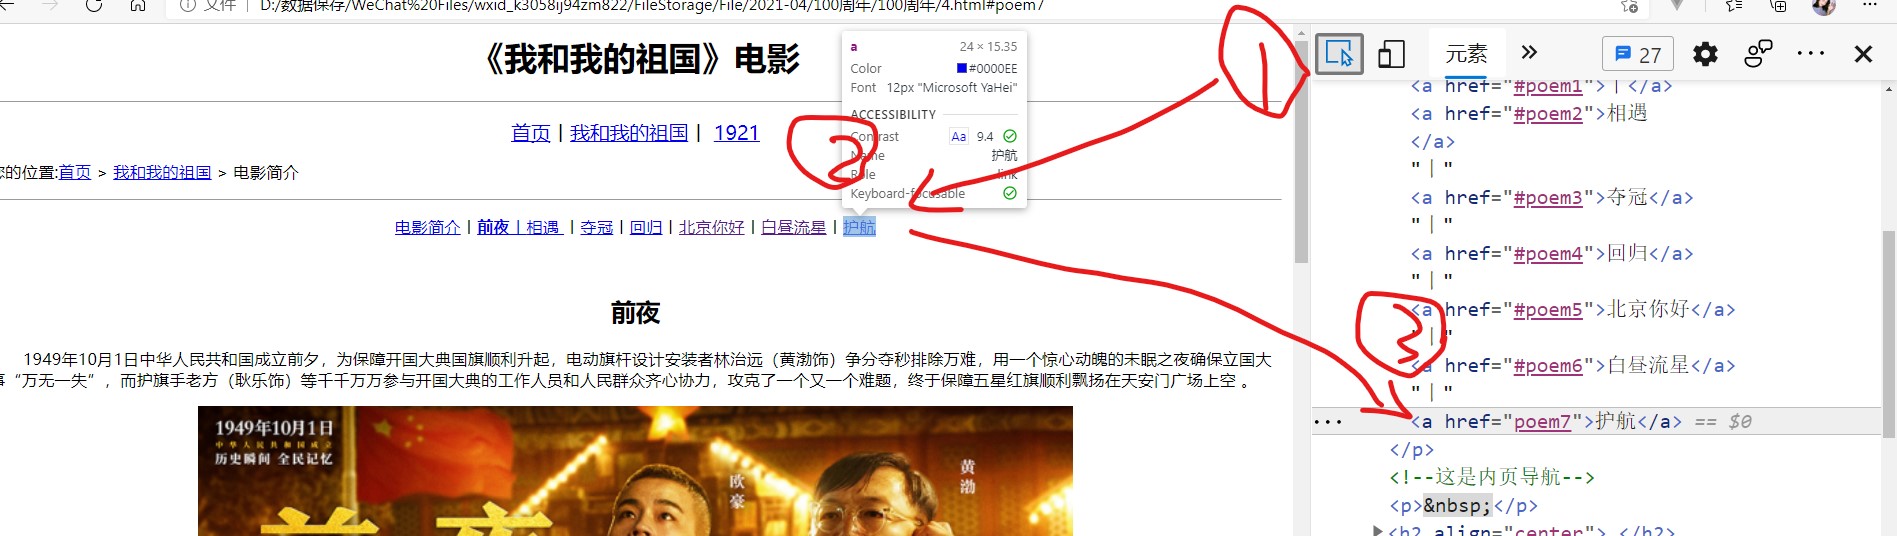 文件 | D:/数据保存/WeChat%20Files/wxid_k3058ij94zm822/FileStorage/File/2021-04/100周年/100周年/4.html#poem7
《我和我的祖国》电影
首页 | 我和我的祖国 | 1921
您的位置:首页 > 我和我的祖国 > 电影简介
电影简介 | 前夜 | 相遇 | 夺冠 | 回归 | 北京你好 | 白昼流星 | 护航
a 24 × 15.35
Color #0000EE
Font 12px "Microsoft YaHei"
ACCESSIBILITY
Contrast Aa 9.4
Name 护航
Role link
Keyboard-focusable
1
2
3
前夜
1949年10月1日中华人民共和国成立前夕，为保障开国大典国旗顺利升起，电动旗杆设计安装者林治远（黄渤饰）争分夺秒排除万难，用一个惊心动魄的未眠之夜确保立国大
事“万无一失”，而护旗手老方（耿乐饰）等千千万万参与开国大典的工作人员和人民群众齐心协力，攻克了一个又一个难题，终于保障五星红旗顺利飘扬在天安门广场上空 。
1949年10月1日
中华人民共和国成立
历史瞬间 全民记忆
欧豪
黄渤
前夜
元素 » 27
<a href="#poem1">|</a>
<a href="#poem2">相遇
</a>
" | "
<a href="#poem3">夺冠</a>
" | "
<a href="#poem4">回归</a>
" | "
<a href="#poem5">北京你好</a>
" | "
<a href="#poem6">白昼流星</a>
" | "
<a href="poem7">护航</a> == $0
</p>
<!--这是内页导航-->
<p>&nbsp;</p>
<h2 align="center"> </h2>